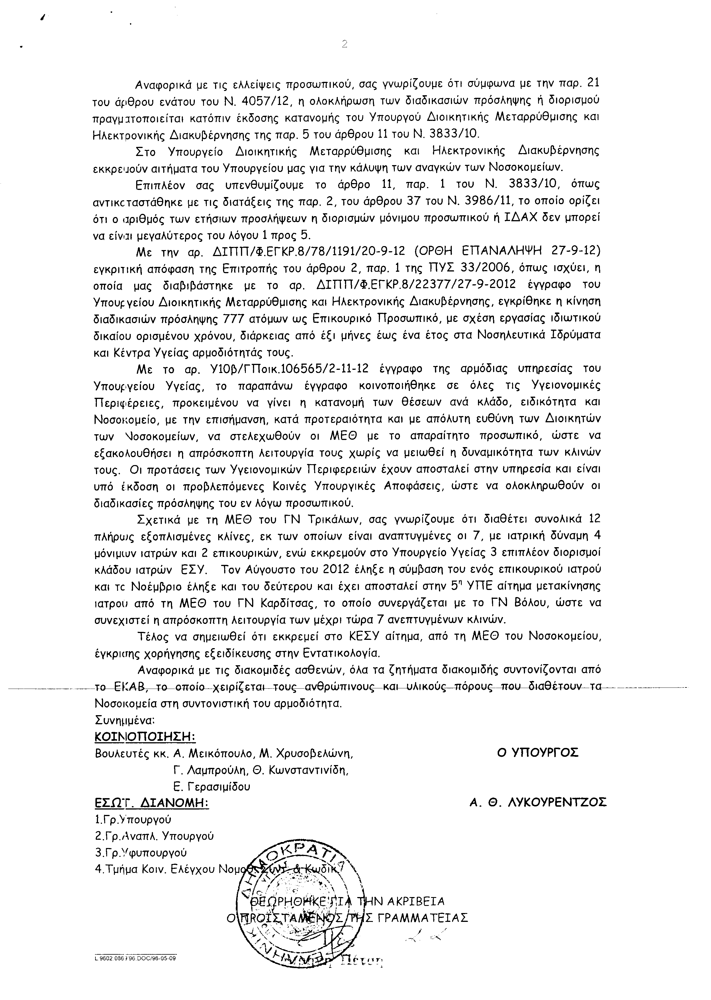 2
Αναφορικά με τις ελλείψεις προσωπικού, σας γνωρίζουμε ότι σύμφωνα με την παρ. 21
του άρθρου ενάτου του Ν. 4057/12, η ολοκλήρωση των διαδικασιών πρόσληψης ή διορισμού
πραγματοποιείται κατόπιν έκδοσης κατανομής του Υπουργού Διοικητικής Μεταρρύθμισης και
Ηλεκτρονικής Διακυβέρνησης της παρ. 5 του άρθρου 11 του Ν. 3833/10.
Στο Υπουργείο Διοικητικής Μεταρρύθμισης και Ηλεκτρονικής Διακυβέρνησης
εκκρεμούν αιτήματα του Υπουργείου μας για την κάλυψη των αναγκών των Νοσοκομείων.
Επιπλέον σας υπενθυμίζουμε το άρθρο 11, παρ. 1 του Ν. 3833/10, όπως
αντικαταστάθηκε με τις διατάξεις της παρ. 2, του άρθρου 37 του Ν. 3986/11, το οποίο ορίζει
ότι ο αριθμός των ετήσιων προσλήψεων η διορισμών μόνιμου προσωπικού ή ΙΔΑΧ δεν μπορεί
να είναι μεγαλύτερος του λόγου 1 προς 5.
Με την αρ. ΔΙΠΠ/Φ.ΕΓΚΡ.8/78/1191/20-9-12 (ΟΡΘΗ ΕΠΑΝΑΛΗΨΗ 27-9-12)
εγκριτική απόφαση της Επιτροπής του άρθρου 2, παρ. 1 της ΠΥΣ 33/2006, όπως ισχύει, η
οποία μας διαβιβάστηκε με το αρ. ΔΙΠΠ/Φ.ΕΓΚΡ.8/22377/27-9-2012 έγγραφο του
Υπουργείου Διοικητικής Μεταρρύθμισης και Ηλεκτρονικής Διακυβέρνησης, εγκρίθηκε η κίνηση
διαδικασιών πρόσληψης 777 ατόμων ως Επικουρικό Προσωπικό, με σχέση εργασίας ιδιωτικού
δικαίου ορισμένου χρόνου, διάρκειας από έξι μήνες έως ένα έτος στα Νοσηλευτικά Ιδρύματα
και Κέντρα Υγείας αρμοδιότητάς τους.
Με το αρ. Υ10β/ΓΠοικ.106565/2-11-12 έγγραφο της αρμόδιας υπηρεσίας του
Υπουργείου Υγείας, το παραπάνω έγγραφο κοινοποιήθηκε σε όλες τις Υγειονομικές
Περιφέρειες, προκειμένου να γίνει η κατανομή των θέσεων ανά κλάδο, ειδικότητα και
Νοσοκομείο, με την επισήμανση, κατά προτεραιότητα και με απόλυτη ευθύνη των Διοικητών
των Νοσοκομείων, να στελεχωθούν οι ΜΕΘ με το απαραίτητο προσωπικό, ώστε να
εξακολουθήσει η απρόσκοπτη λειτουργία τους χωρίς να μειωθεί η δυναμικότητα των κλινών
τους. Οι προτάσεις των Υγειονομικών Περιφερειών έχουν αποσταλεί στην υπηρεσία και είναι
υπό έκδοση οι προβλεπόμενες Κοινές Υπουργικές Αποφάσεις, ώστε να ολοκληρωθούν οι
διαδικασίες πρόσληψης του εν λόγω προσωπικού.
Σχετικά με τη ΜΕΘ του ΓΝ Τρικάλων, σας γνωρίζουμε ότι διαθέτει συνολικά 12
πλήρως εξοπλισμένες κλίνες, εκ των οποίων είναι αναπτυγμένες οι 7, με ιατρική δύναμη 4
μόνιμων ιατρών και 2 επικουρικών, ενώ εκκρεμούν στο Υπουργείο Υγείας 3 επιπλέον διορισμοί
κλάδου ιατρών ΕΣΥ. Τον Αύγουστο του 2012 έληξε η σύμβαση του ενός επικουρικού ιατρού
και το Νοέμβριο έληξε και του δεύτερου και έχει αποσταλεί στην 5η ΥΠΕ αίτημα μετακίνησης
ιατρού από τη ΜΕΘ του ΓΝ Καρδίτσας, το οποίο συνεργάζεται με το ΓΝ Βόλου, ώστε να
συνεχιστεί η απρόσκοπτη λειτουργία των μέχρι τώρα 7 ανεπτυγμένων κλινών.
Τέλος να σημειωθεί ότι εκκρεμεί στο ΚΕΣΥ αίτημα, από τη ΜΕΘ του Νοσοκομείου,
έγκρισης χορήγησης εξειδίκευσης στην Εντατικολογία.
Αναφορικά με τις διακομιδές ασθενών, όλα τα ζητήματα διακομιδής συντονίζονται από
το ΕΚΑΒ, το οποίο χειρίζεται τους ανθρώπινους και υλικούς πόρους που διαθέτουν τα
Νοσοκομεία στη συντονιστική του αρμοδιότητα.
Συνημμένα:
ΚΟΙΝΟΠΟΙΗΣΗ:
Βουλευτές κκ. Α. Μεικόπουλο, Μ. Χρυσοβελώνη, Ο ΥΠΟΥΡΓΟΣ
Γ. Λαμπρούλη, Θ. Κωνσταντινίδη,
Ε. Γερασιμίδου
ΕΣΩΤ. ΔΙΑΝΟΜΗ: Α. Θ. ΛΥΚΟΥΡΕΝΤΖΟΣ
1.Γρ.Υπουργού
2.Γρ.Αναπλ. Υπουργού
3.Γρ.Υφυπουργού
4.Τμήμα Κοιν. Ελέγχου Νομοθ. Συντ. & Κωδικ.
ΕΛΛΗΝΙΚΗ ΔΗΜΟΚΡΑΤΙΑ
ΘΕΩΡΗΘΗΚΕ ΓΙΑ ΤΗΝ ΑΚΡΙΒΕΙΑ
Ο ΠROΪΣΤΑΜΕΝΟΣ ΤΗΣ ΓΡΑΜΜΑΤΕΙΑΣ